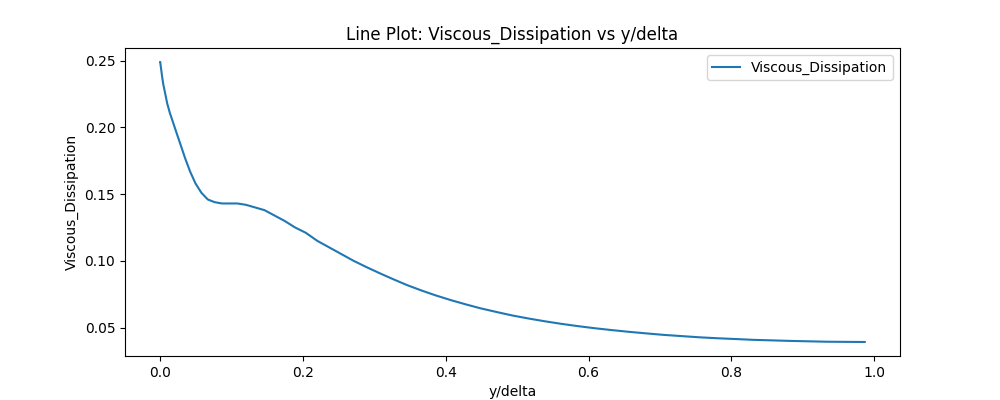 Line Plot: Viscous_Dissipation vs y/delta
Viscous_Dissipation
0.25
0.20
0.15
0.10
0.05
Viscous_Dissipation
0.0 0.2 0.4 0.6 0.8 1.0
y/delta